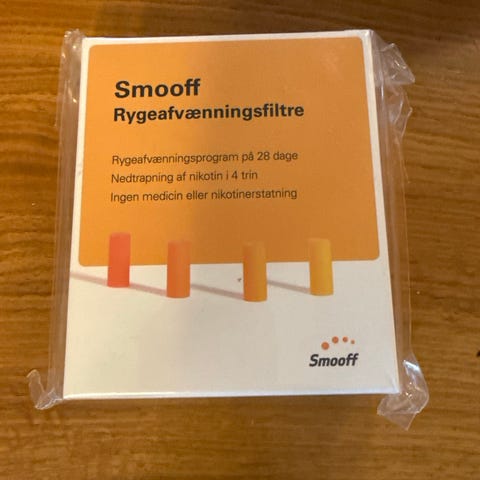 Smooff
Rygeafvænningsfiltre
Rygeafvænningsprogram på 28 dage
Nedtrapning af nikotin i 4 trin
Ingen medicin eller nikotinerstatning
Smooff